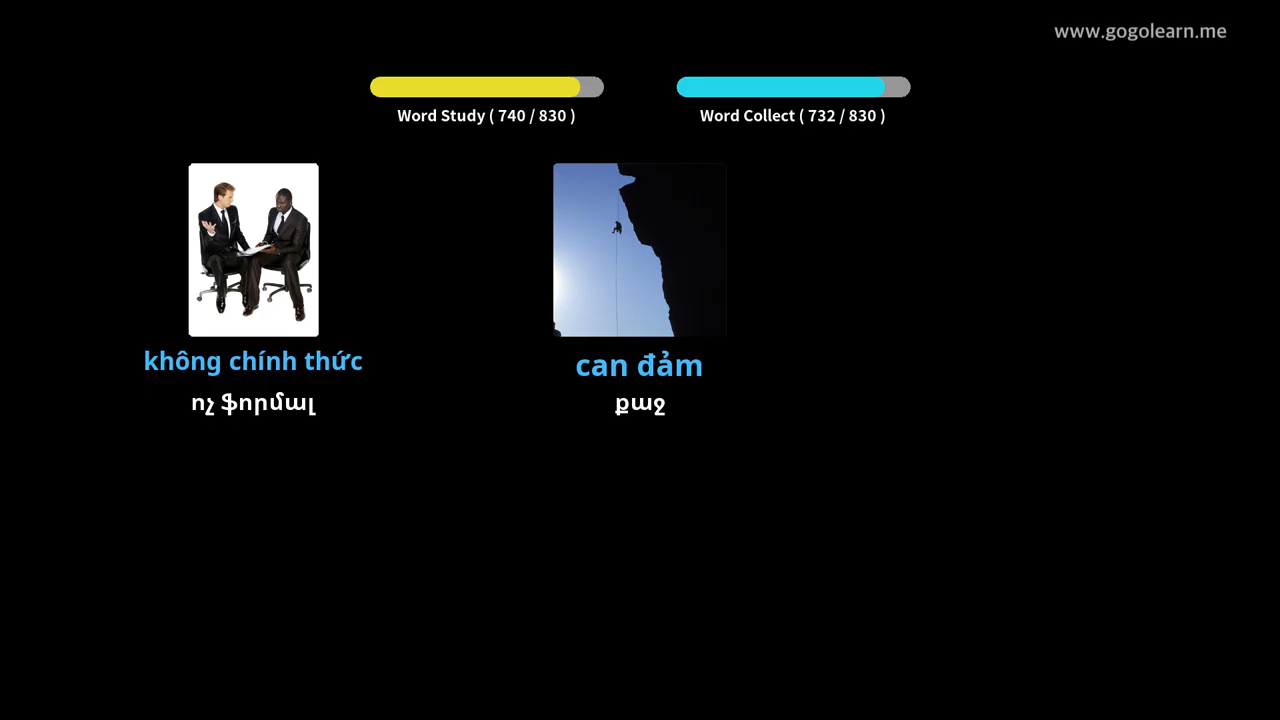 www.gogolearn.me
Word Study ( 740 / 830 )
Word Collect ( 732 / 830 )
không chính thức
ոչ ֆորմալ
can đảm
քաջ